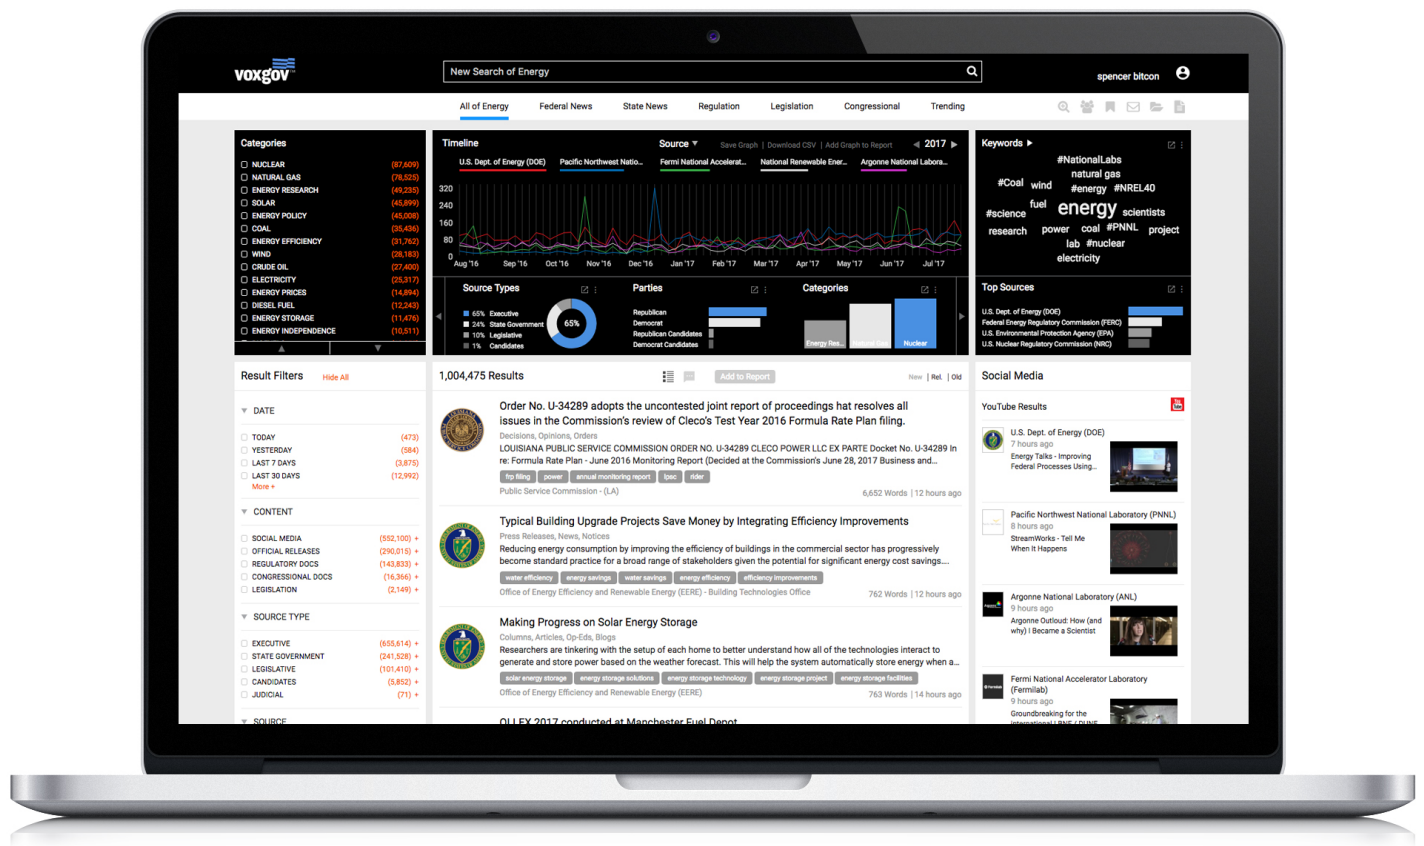 voxgov
New Search of Energy
spencer bitcon
All of Energy
Federal News
State News
Regulation
Legislation
Congressional
Trending
Categories
NUCLEAR (87,609)
NATURAL GAS (78,525)
ENERGY RESEARCH (49,235)
SOLAR (45,899)
ENERGY POLICY (45,008)
COAL (35,436)
ENERGY EFFICIENCY (31,762)
WIND (28,183)
CRUDE OIL (27,400)
ELECTRICITY (25,317)
ENERGY PRICES (14,894)
DIESEL FUEL (12,243)
ENERGY STORAGE (11,476)
ENERGY INDEPENDENCE (10,511)
Timeline
Source
Save Graph | Download CSV | Add Graph to Report
2017
U.S. Dept. of Energy (DOE)
Pacific Northwest Natio...
Fermi National Accelerat...
National Renewable Ener...
Argonne National Labora...
320
240
160
80
0
Aug '16
Sep '16
Oct '16
Nov '16
Dec '16
Jan '17
Feb '17
Mar '17
Apr '17
May '17
Jun '17
Jul '17
Source Types
65% Executive
24% State Government
10% Legislative
1% Candidates
65%
Parties
Republican
Democrat
Republican Candidates
Democrat Candidates
Categories
Energy Res...
Nuclear
Keywords
#NationalLabs
natural gas
#Coal wind #energy #NREL40
fuel
#science energy scientists
research power coal #PNNL project
lab #nuclear
electricity
Top Sources
U.S. Dept. of Energy (DOE)
Federal Energy Regulatory Commission (FERC)
U.S. Environmental Protection Agency (EPA)
U.S. Nuclear Regulatory Commission (NRC)
Result Filters
Hide All
DATE
TODAY (473)
YESTERDAY (584)
LAST 7 DAYS (3,875)
LAST 30 DAYS (12,992)
More +
CONTENT
SOCIAL MEDIA (552,100) +
OFFICIAL RELEASES (290,015) +
REGULATORY DOCS (143,833) +
CONGRESSIONAL DOCS (16,366) +
LEGISLATION (2,149) +
SOURCE TYPE
EXECUTIVE (655,614) +
STATE GOVERNMENT (241,528) +
LEGISLATIVE (101,410) +
CANDIDATES (5,852) +
JUDICIAL (71) +
SOURCE
1,004,475 Results
Add to Report
New | Rel. | Old
Order No. U-34289 adopts the uncontested joint report of proceedings hat resolves all
issues in the Commission's review of Cleco's Test Year 2016 Formula Rate Plan filing.
Decisions, Opinions, Orders
LOUISIANA PUBLIC SERVICE COMMISSION ORDER NO. U-34289 CLECO POWER LLC EX PARTE Docket No. U-34289 In
re: Formula Rate Plan - June 2016 Monitoring Report (Decided at the Commission's June 28, 2017 Business and...
frp filing
power
annual monitoring report
lpsc
rider
Public Service Commission - (LA)
6,652 Words | 12 hours ago
Typical Building Upgrade Projects Save Money by Integrating Efficiency Improvements
Press Releases, News, Notices
Reducing energy consumption by improving the efficiency of buildings in the commercial sector has progressively
become standard practice for a broad range of stakeholders given the potential for significant energy cost savings....
water efficiency
energy savings
water savings
energy efficiency
efficiency improvements
Office of Energy Efficiency and Renewable Energy (EERE) - Building Technologies Office
762 Words | 12 hours ago
Making Progress on Solar Energy Storage
Columns, Articles, Op-Eds, Blogs
Researchers are tinkering with the setup of each home to better understand how all of the technologies interact to
generate and store power based on the weather forecast. This will help the system automatically store energy when a...
solar energy storage
energy storage solutions
energy storage technology
energy storage project
energy storage facilities
Office of Energy Efficiency and Renewable Energy (EERE)
763 Words | 14 hours ago
OLLEX 2017 conducted at Manchester Fuel Depot
Social Media
YouTube Results
U.S. Dept. of Energy (DOE)
7 hours ago
Energy Talks - Improving
Federal Processes Using...
Pacific Northwest National Laboratory (PNNL)
8 hours ago
StreamWorks - Tell Me
When It Happens
Argonne National Laboratory (ANL)
9 hours ago
Argonne Outloud: How (and
why) I Became a Scientist
Fermi National Accelerator Laboratory
(Fermilab)
9 hours ago
Groundbreaking for the
international LBNF / DUNE